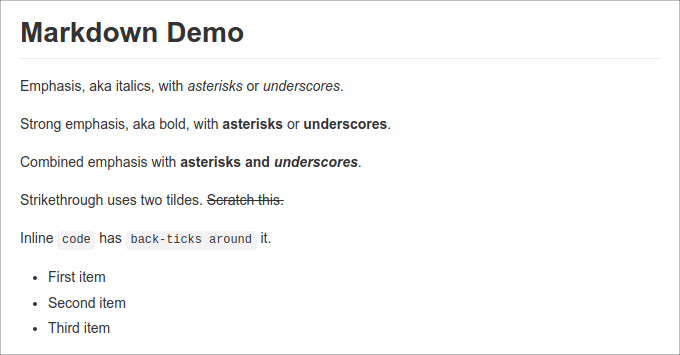 Markdown Demo
Emphasis, aka italics, with asterisks or underscores.
Strong emphasis, aka bold, with asterisks or underscores.
Combined emphasis with asterisks and underscores.
Strikethrough uses two tildes. Scratch this.
Inline code has back-ticks around it.
• First item
• Second item
• Third item